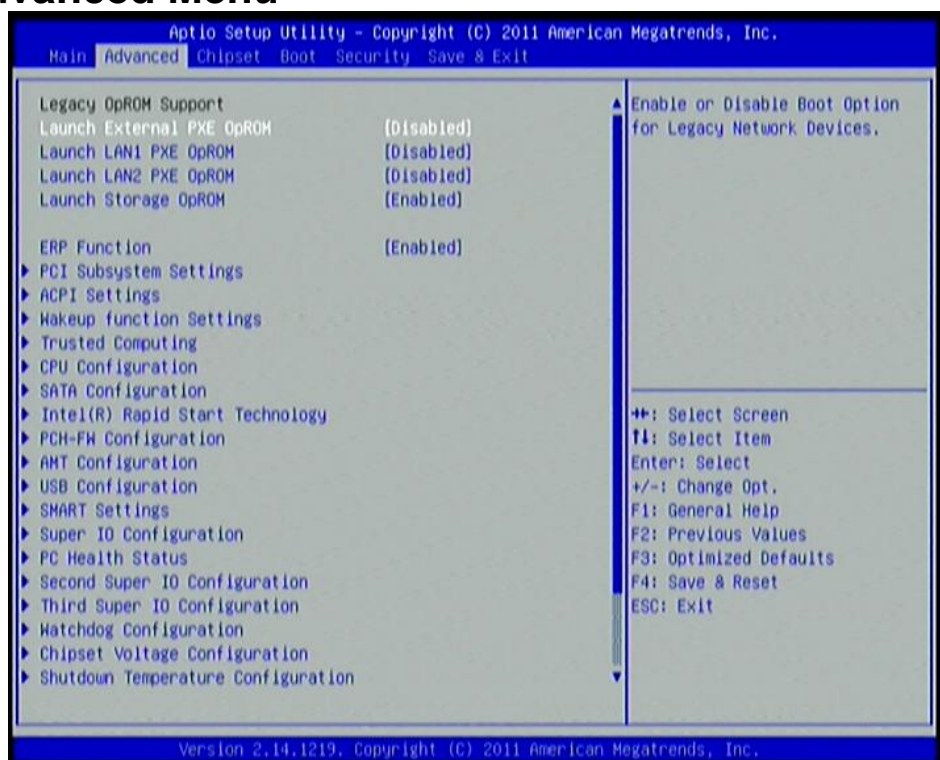 Aptio Setup Utility – Copyright (C) 2011 American Megatrends, Inc.
Main Advanced Chipset Boot Security Save & Exit
Legacy OpROM Support
Launch External PXE OpROM [Disabled]
Launch LAN1 PXE OpROM [Disabled]
Launch LAN2 PXE OpROM [Disabled]
Launch Storage OpROM [Enabled]
ERP Function [Enabled]
PCI Subsystem Settings
ACPI Settings
Wakeup function Settings
Trusted Computing
CPU Configuration
SATA Configuration
Intel(R) Rapid Start Technology
PCH-FW Configuration
AMT Configuration
USB Configuration
SMART Settings
Super IO Configuration
PC Health Status
Second Super IO Configuration
Third Super IO Configuration
Watchdog Configuration
Chipset Voltage Configuration
Shutdown Temperature Configuration
Enable or Disable Boot Option
for Legacy Network Devices.
→←: Select Screen
↑↓: Select Item
Enter: Select
+/-: Change Opt.
F1: General Help
F2: Previous Values
F3: Optimized Defaults
F4: Save & Reset
ESC: Exit
Version 2.14.1219. Copyright (C) 2011 American Megatrends, Inc.